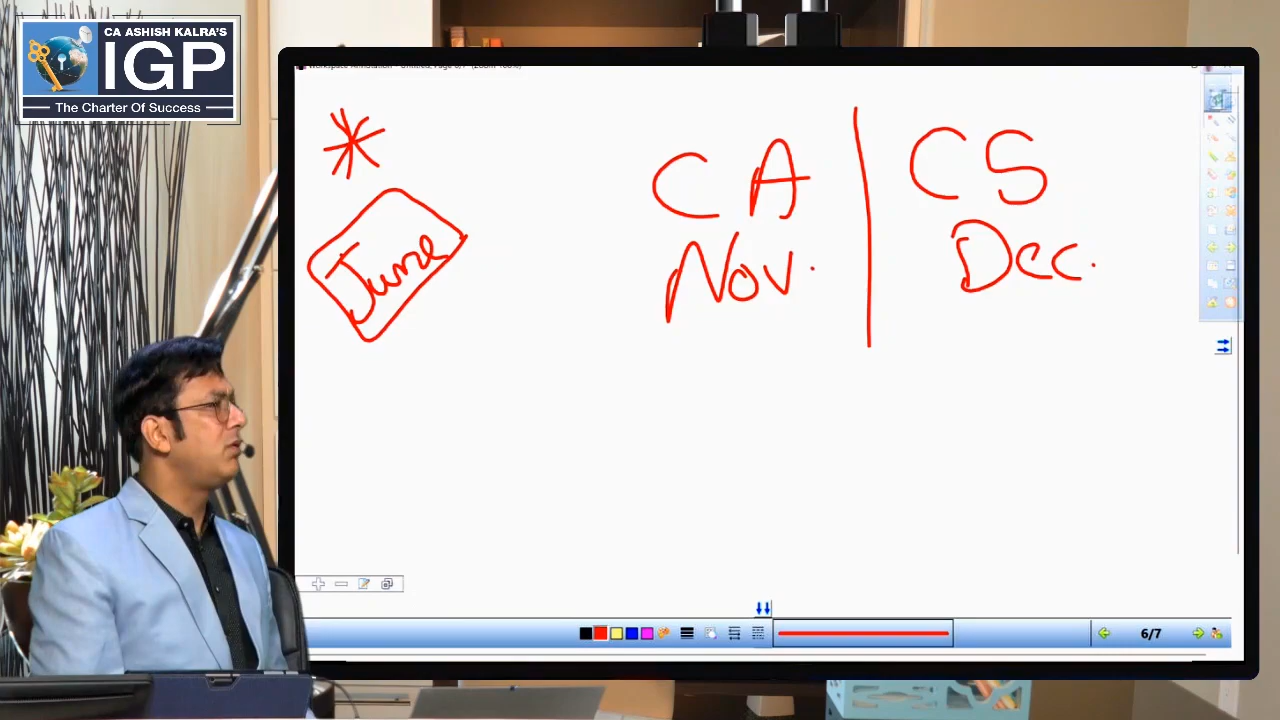 CA ASHISH KALRA'S
IGP
The Charter Of Success
CA | CS
Nov. | Dec.
June
6/7